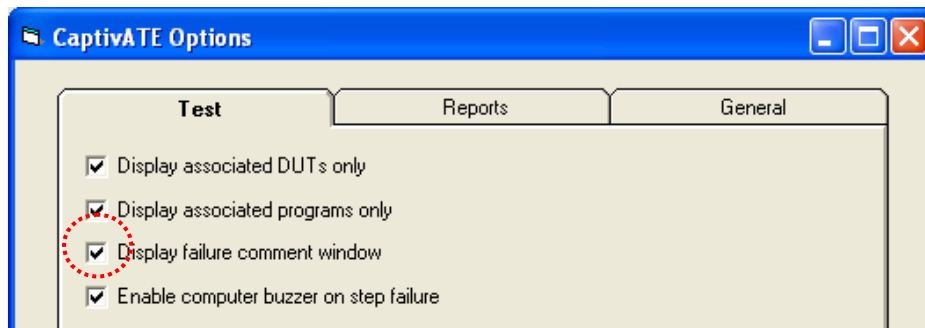 CaptivATE Options
Test Reports General
Display associated DUTs only
Display associated programs only
Display failure comment window
Enable computer buzzer on step failure